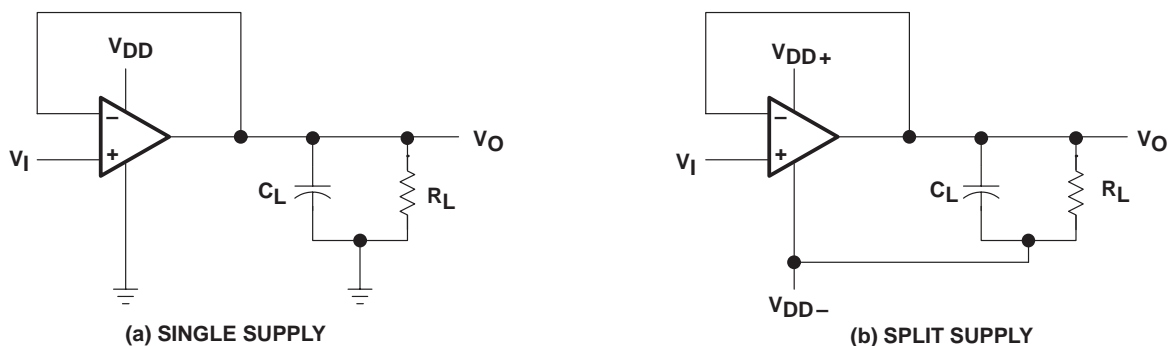 VDD
−
+
VI
VO
CL
RL
(a) SINGLE SUPPLY
VDD+
−
+
VI
VO
CL
RL
VDD−
(b) SPLIT SUPPLY